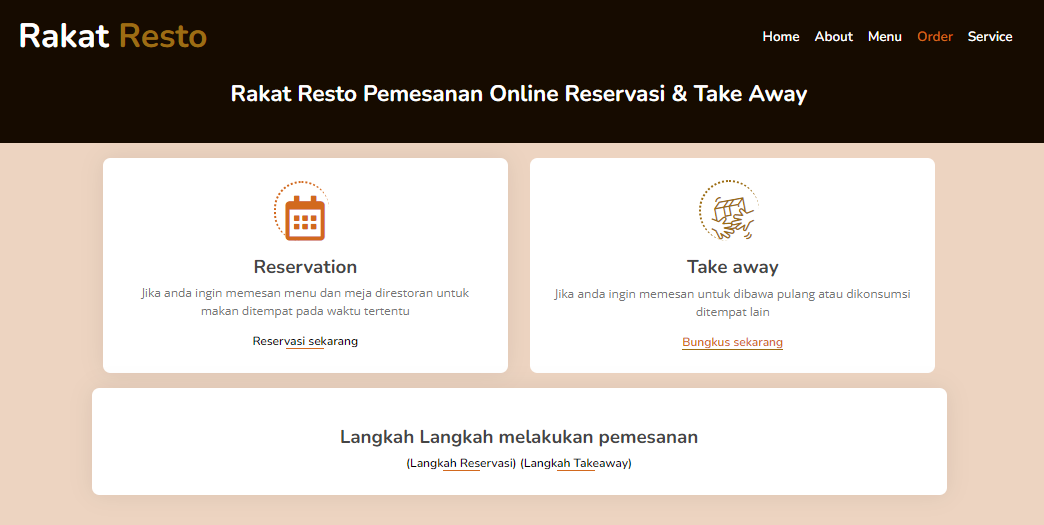 Rakat Resto
Home About Menu Order Service
Rakat Resto Pemesanan Online Reservasi & Take Away
Reservation
Jika anda ingin memesan menu dan meja direstoran untuk
makan ditempat pada waktu tertentu
Reservasi sekarang
Take away
Jika anda ingin memesan untuk dibawa pulang atau dikonsumsi
ditempat lain
Bungkus sekarang
Langkah Langkah melakukan pemesanan
(Langkah Reservasi) (Langkah Takeaway)